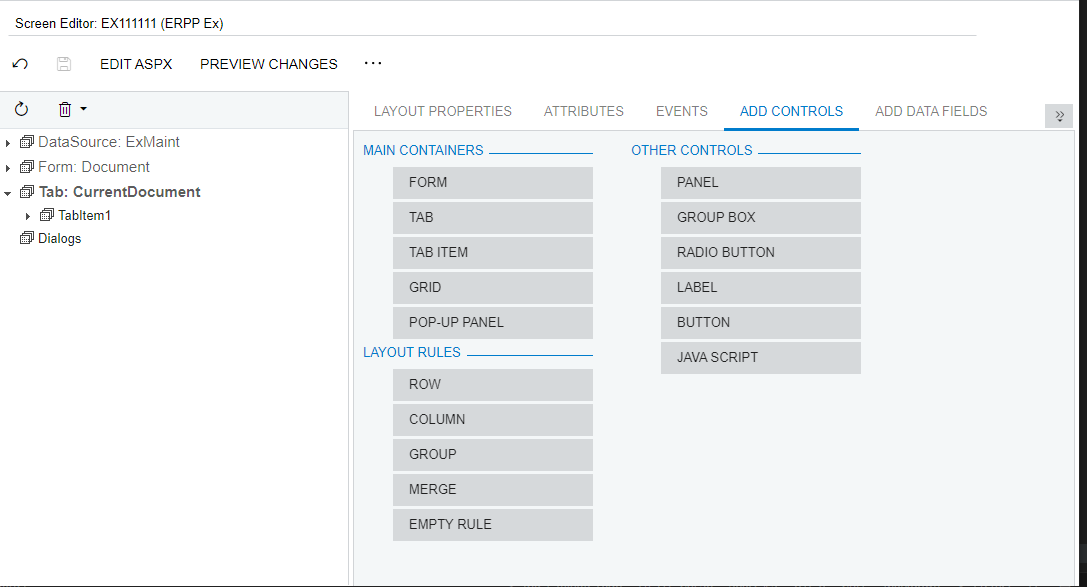 Screen Editor: EX111111 (ERPP Ex)
EDIT ASPX PREVIEW CHANGES ...
LAYOUT PROPERTIES ATTRIBUTES EVENTS ADD CONTROLS ADD DATA FIELDS
DataSource: ExMaint
Form: Document
Tab: CurrentDocument
TabItem1
Dialogs
MAIN CONTAINERS
FORM
TAB
TAB ITEM
GRID
POP-UP PANEL
LAYOUT RULES
ROW
COLUMN
GROUP
MERGE
EMPTY RULE
OTHER CONTROLS
PANEL
GROUP BOX
RADIO BUTTON
LABEL
BUTTON
JAVA SCRIPT